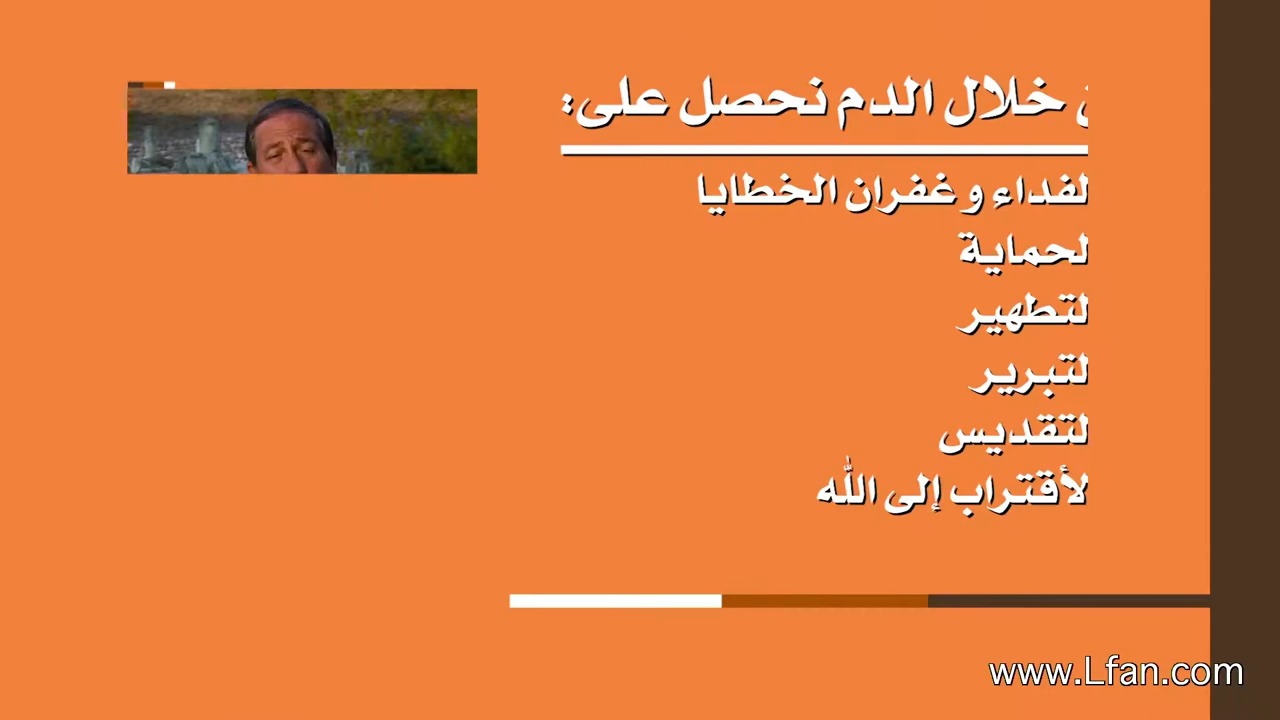 خلال الدم نحصل على:
لفداء و غفران الخطايا
لحماية
لتطهير
لتبرير
لتقديس
لأقتراب إلى الله
www.Lfan.com